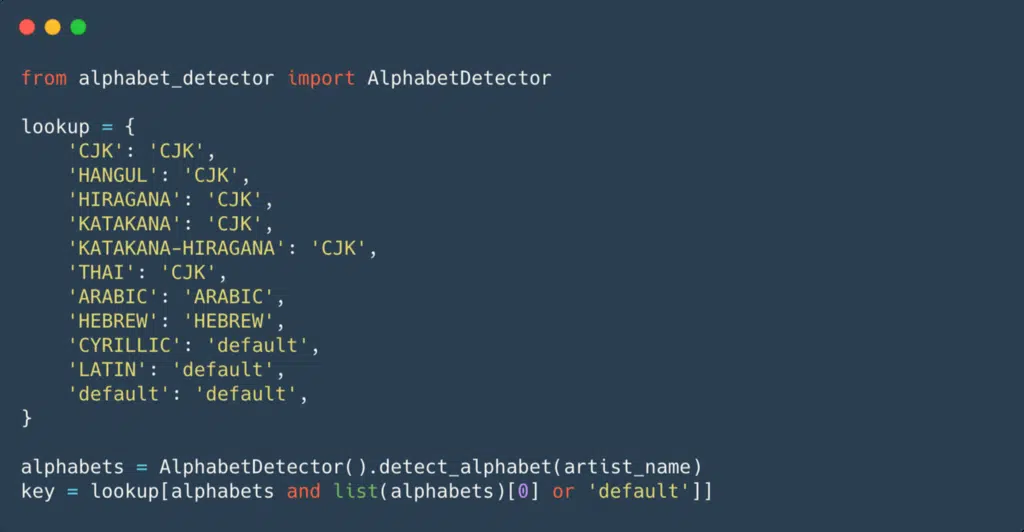 from alphabet_detector import AlphabetDetector
lookup = {
    'CJK': 'CJK',
    'HANGUL': 'CJK',
    'HIRAGANA': 'CJK',
    'KATAKANA': 'CJK',
    'KATAKANA-HIRAGANA': 'CJK',
    'THAI': 'CJK',
    'ARABIC': 'ARABIC',
    'HEBREW': 'HEBREW',
    'CYRILLIC': 'default',
    'LATIN': 'default',
    'default': 'default',
}
alphabets = AlphabetDetector().detect_alphabet(artist_name)
key = lookup[alphabets and list(alphabets)[0] or 'default']]